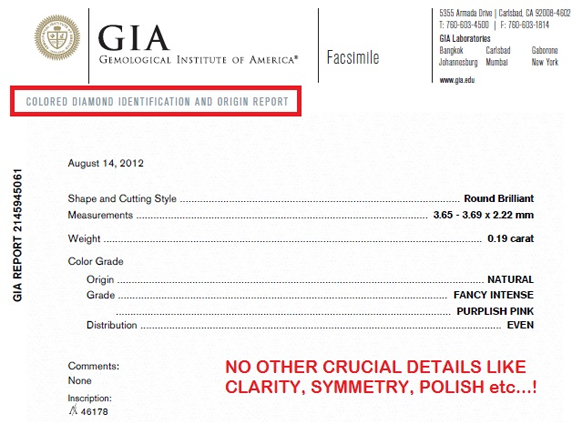 GIA
GEMOLOGICAL INSTITUTE OF AMERICA®
Facsimile
5355 Armada Drive | Carlsbad, CA 92008-4602
T: 760-603-4500 | F: 760-603-1814
GIA Laboratories
Bangkok Carlsbad Gaborone
Johannesburg Mumbai New York
www.gia.edu
COLORED DIAMOND IDENTIFICATION AND ORIGIN REPORT
GIA REPORT 2145945061
August 14, 2012
Shape and Cutting Style ........ Round Brilliant
Measurements ........ 3.65 - 3.69 x 2.22 mm
Weight ........ 0.19 carat
Color Grade
Origin ........ NATURAL
Grade ........ FANCY INTENSE
........ PURPLISH PINK
Distribution ........ EVEN
Comments:
None
Inscription:
46178
NO OTHER CRUCIAL DETAILS LIKE
CLARITY, SYMMETRY, POLISH etc...!